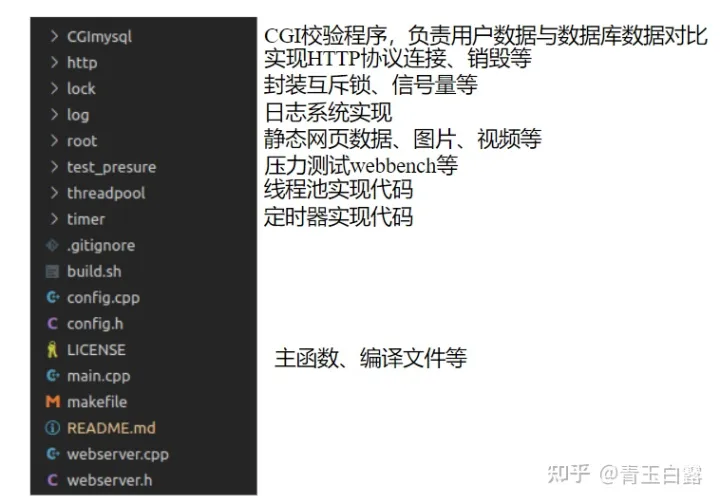 CGImysql CGI校验程序，负责用户数据与数据库数据对比
http 实现HTTP协议连接、销毁等
lock 封装互斥锁、信号量等
log 日志系统实现
root 静态网页数据、图片、视频等
test_presure 压力测试webbench等
threadpool 线程池实现代码
timer 定时器实现代码
.gitignore
build.sh
config.cpp
config.h
LICENSE 主函数、编译文件等
main.cpp
makefile
README.md
webserver.cpp
webserver.h
知乎 @青玉白露